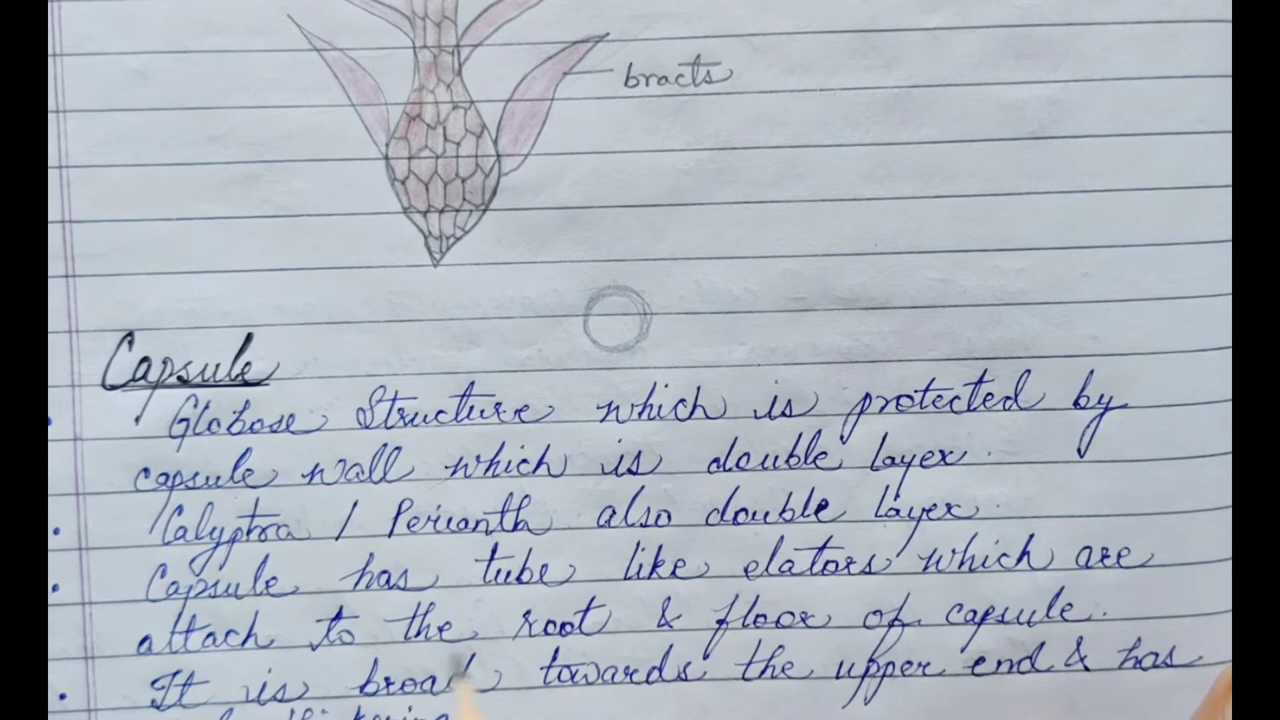 bracts
Capsule
Globose Structure which is protected by
capsule wall which is double layer.
Calyptra / Perianth also double layer.
Capsule has tube like elators which are
attach to the root & floor of capsule.
It is broad towards the upper end & has